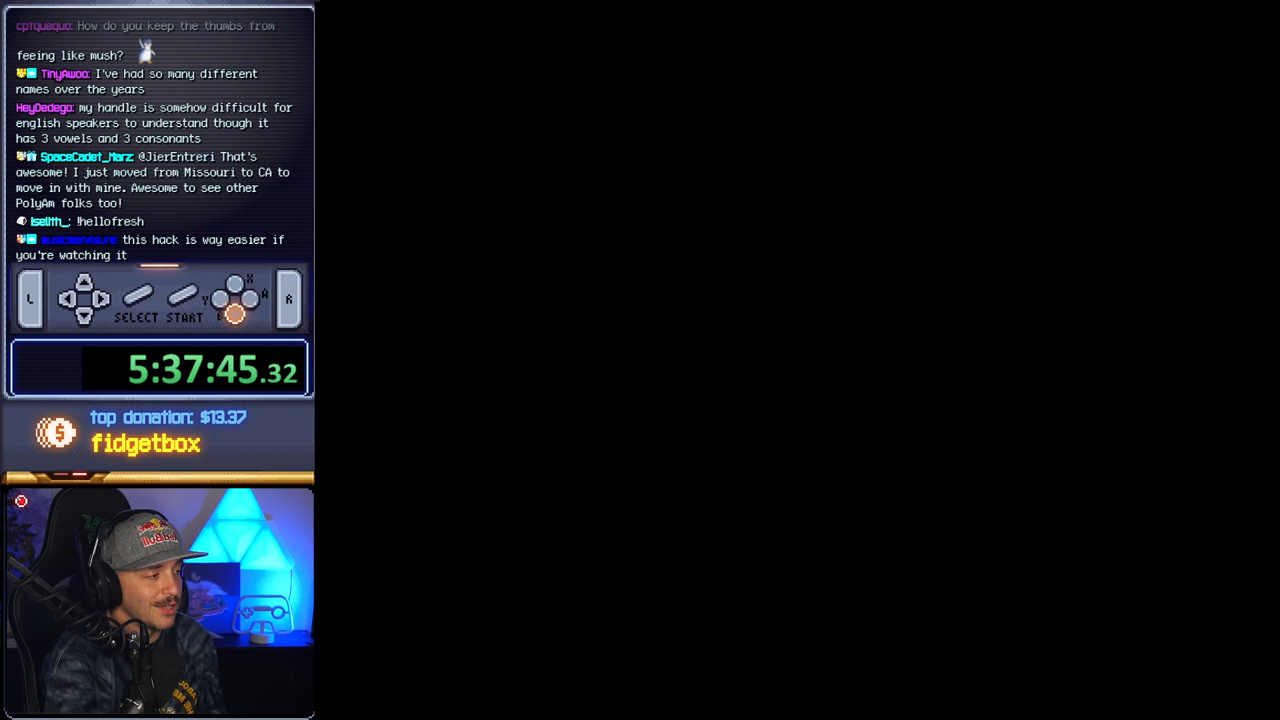 cptquequo: How do you keep the thumbs from
feeing like mush?
TinyAwoo: I've had so many different
names over the years
HeyDedego: my handle is somehow difficult for
english speakers to understand though it
has 3 vowels and 3 consonants
SpaceCadet_Marz: @JierEntreri That's
awesome! I just moved from Missouri to CA to
move in with mine. Awesome to see other
PolyAm folks too!
Iselith_: !hellofresh
this hack is way easier if
you're watching it
L
X
Y
A
B
R
SELECT START
5:37:45.32
top donation: $13.37
$
fidgetbox
Red Bull